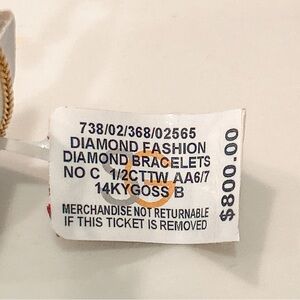 738/02/368/02565
DIAMOND FASHION
DIAMOND BRACELETS
NO C 1/2CTTW AA6/7
14KYGOSS B
MERCHANDISE NOT RETURNABLE
IF THIS TICKET IS REMOVED
$800.00